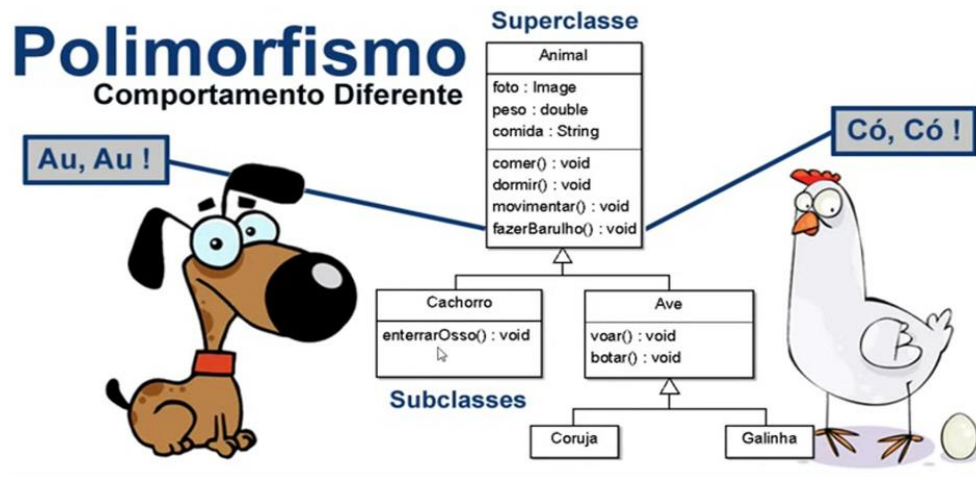 Polimorfismo
Comportamento Diferente
Superclasse
Animal
foto : Image
peso : double
comida : String
comer() : void
dormir() : void
movimentar() : void
fazerBarulho() : void
Au, Au !
Có, Có !
Cachorro
enterrarOsso() : void
Ave
voar() : void
botar() : void
Subclasses
Coruja
Galinha